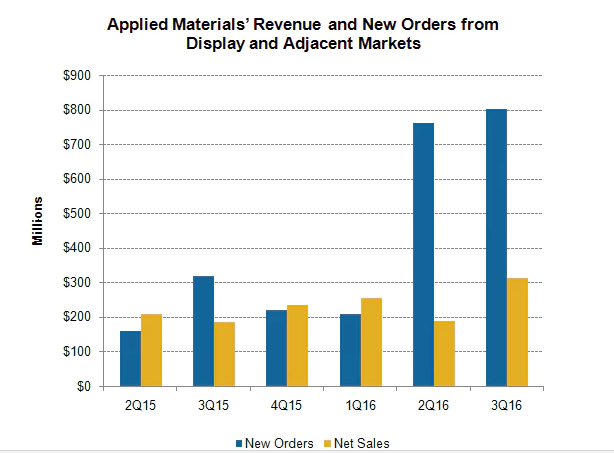 Applied Materials’ Revenue and New Orders from
Display and Adjacent Markets
Millions
$900
$800
$700
$600
$500
$400
$300
$200
$100
$0
2Q15 3Q15 4Q15 1Q16 2Q16 3Q16
New Orders Net Sales